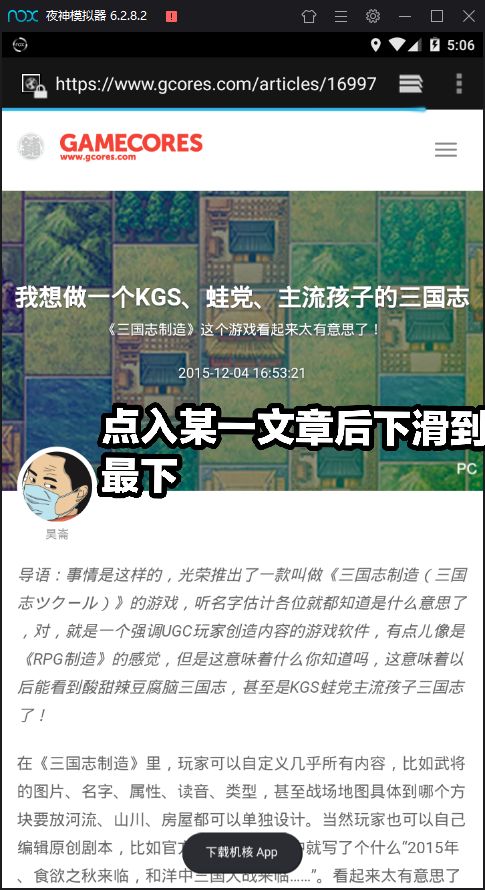 nox 夜神模拟器 6.2.8.2
5:06
https://www.gcores.com/articles/16997
GAMECORES
www.gcores.com
我想做一个KGS、蛙党、主流孩子的三国志
《三国志制造》这个游戏看起来太有意思了！
2015-12-04 16:53:21
点入某一文章后下滑到
最下
PC
吴嵛
导语：事情是这样的，光荣推出了一款叫做《三国志制造（三国
志ツクール）》的游戏，听名字估计各位就都知道是什么意思了
，对，就是一个强调UGC玩家创造内容的游戏软件，有点儿像是
《RPG制造》的感觉，但是这意味着什么你知道吗，这意味着以
后能看到酸甜辣豆腐脑三国志，甚至是KGS蛙党主流孩子三国志
了！
在《三国志制造》里，玩家可以自定义几乎所有内容，比如武将
的图片、名字、属性、读音、类型，甚至战场地图具体到哪个方
块要放河流、山川、房屋都可以单独设计。当然玩家也可以自己
编辑原创剧本，比如官方
就写了个什么“2015年
下载机核 App
、食欲之秋来临，和洋中三国大战来临……”。看起来太有意思了